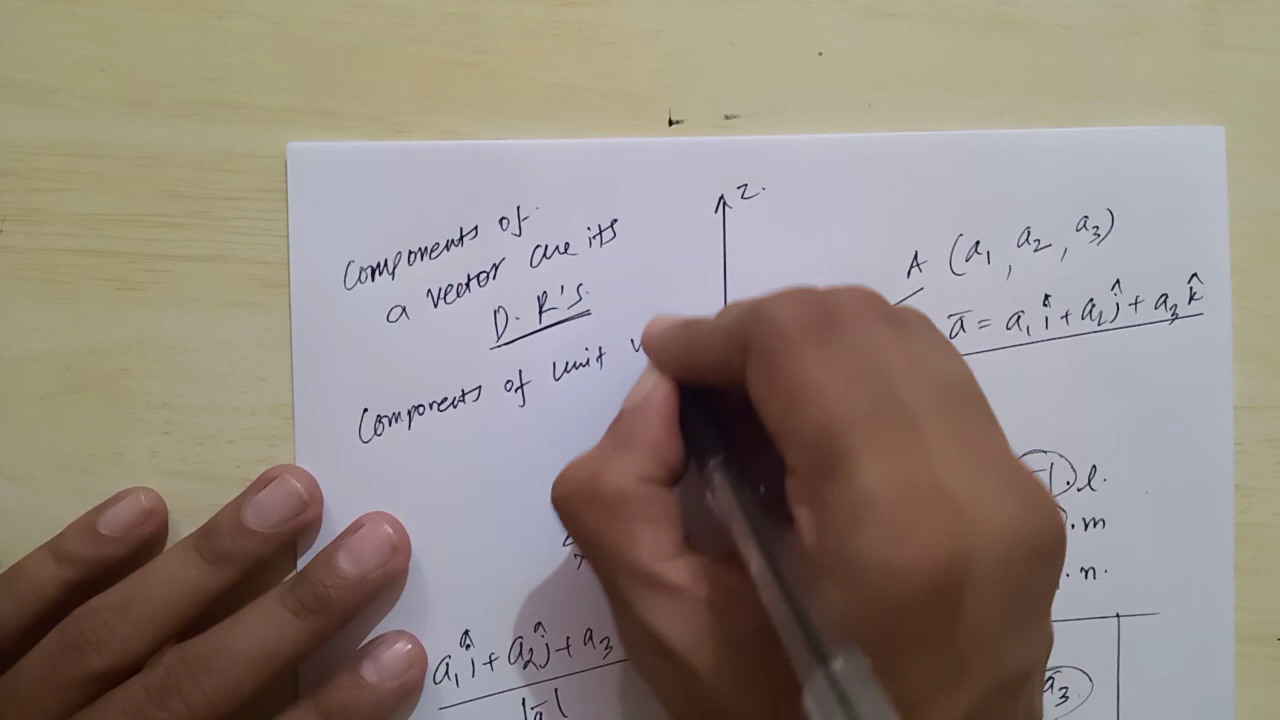 Components of
a vector are its
D.R's.
Components of unit
z.
A (a₁, a₂, a₃)
a̅ = a₁î + a₂ĵ + a₃k̂
.l.
.m
.n.
a₁î + a₂ĵ + a₃
|a̅|
a₃